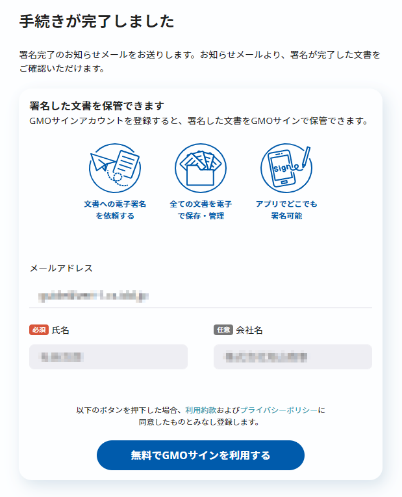 手続きが完了しました
署名完了のお知らせメールをお送りします。お知らせメールより、署名が完了した文書を
ご確認いただけます。
署名した文書を保管できます
GMOサインアカウントを登録すると、署名した文書をGMOサインで保管できます。
Sign
文書への電子署名
を依頼する
全ての文書を電子
で保存・管理
アプリでどこでも
署名可能
メールアドレス
必須 氏名
任意 会社名
以下のボタンを押下した場合、利用約款およびプライバシーポリシーに
同意したものとみなし登録します。
無料でGMOサインを利用する